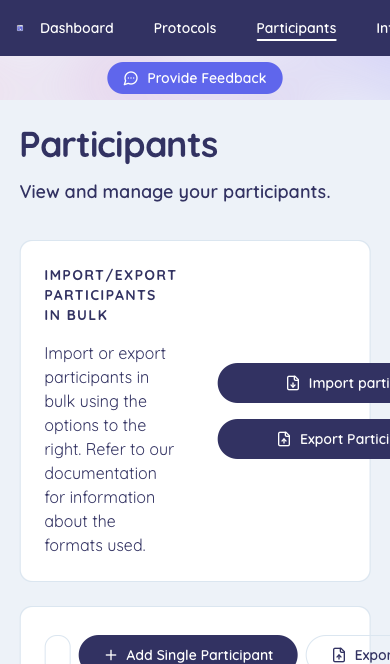 Dashboard Protocols Participants
Provide Feedback
Participants
View and manage your participants.
IMPORT/EXPORT
PARTICIPANTS
IN BULK
Import or export
participants in
bulk using the
options to the
right. Refer to our
documentation
for information
about the
formats used.
Import parti
Export Partici
Add Single Participant